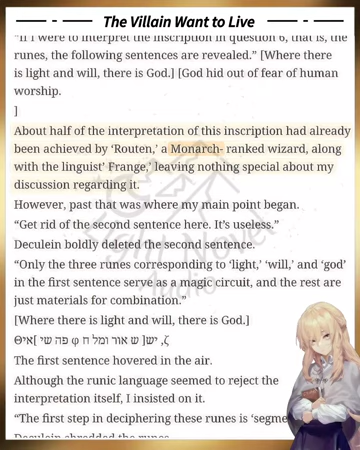 The Villain Want to Live
“If I were to interpret the inscription in question 6, that is, the
runes, the following sentences are revealed.” [Where there
is light and will, there is God.] [God hid out of fear of human
worship.
]
About half of the interpretation of this inscription had already
been achieved by ‘Routen,’ a Monarch- ranked wizard, along
with the linguist’ Frange,’ leaving nothing special about my
discussion regarding it.
However, past that was where my main point began.
“Get rid of the second sentence here. It’s useless.”
Deculein boldly deleted the second sentence.
“Only the three runes corresponding to ‘light,’ ‘will,’ and ‘god’
in the first sentence serve as a magic circuit, and the rest are
just materials for combination.”
[Where there is light and will, there is God.]
The first sentence hovered in the air.
Although the runic language seemed to reject the
interpretation itself, I insisted on it.
“The first step in deciphering these runes is ‘segme
Deculein shredded the runes
Light Novel
Audio